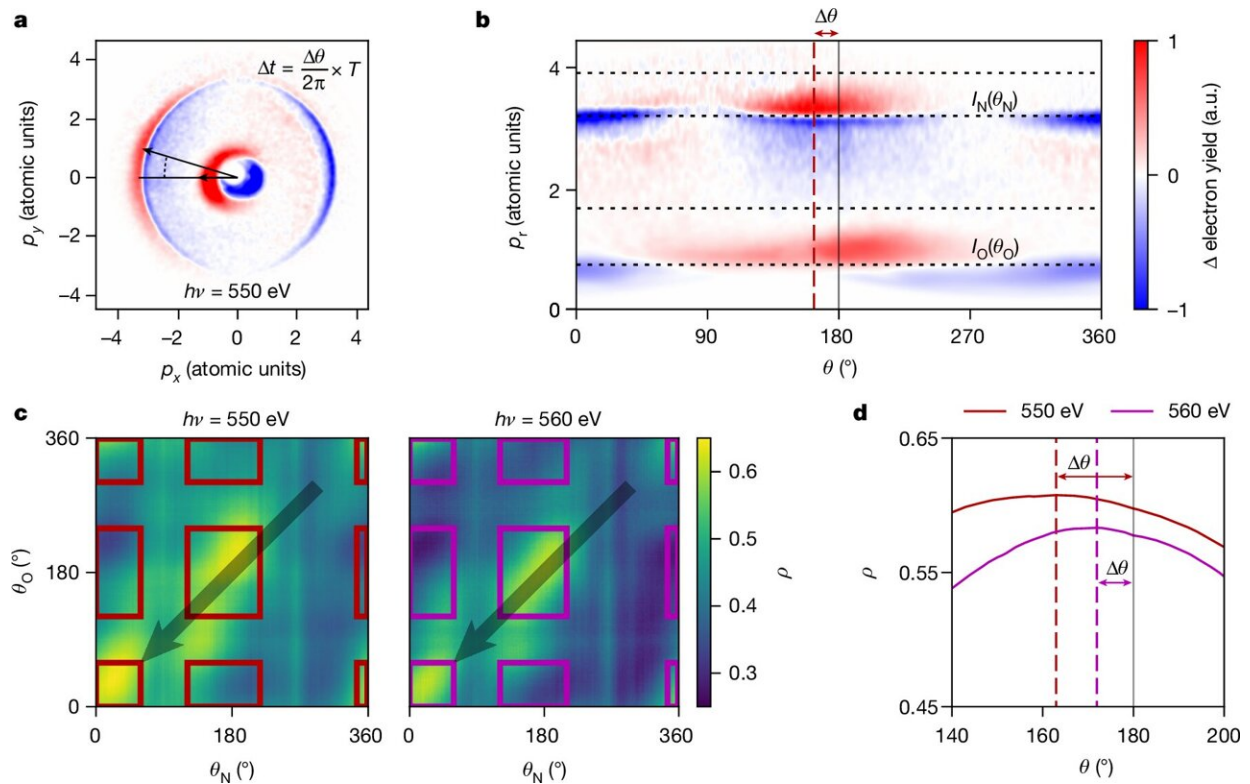 a
Δt = Δθ/2π × T
4
2
0
−2
−4
p_y (atomic units)
hν = 550 eV
−4 −2 0 2 4
p_x (atomic units)
b
Δθ
4
2
0
p_r (atomic units)
I_N(θ_N)
I_O(θ_O)
0 90 180 270 360
θ (°)
1
0
−1
Δ electron yield (a.u.)
c
hν = 550 eV
hν = 560 eV
360
180
0
θ_O (°)
0 180 360
θ_N (°)
0 180 360
θ_N (°)
0.6
0.5
0.4
0.3
ρ
d
550 eV 560 eV
0.65
0.55
0.45
ρ
Δθ
Δθ
140 160 180 200
θ (°)